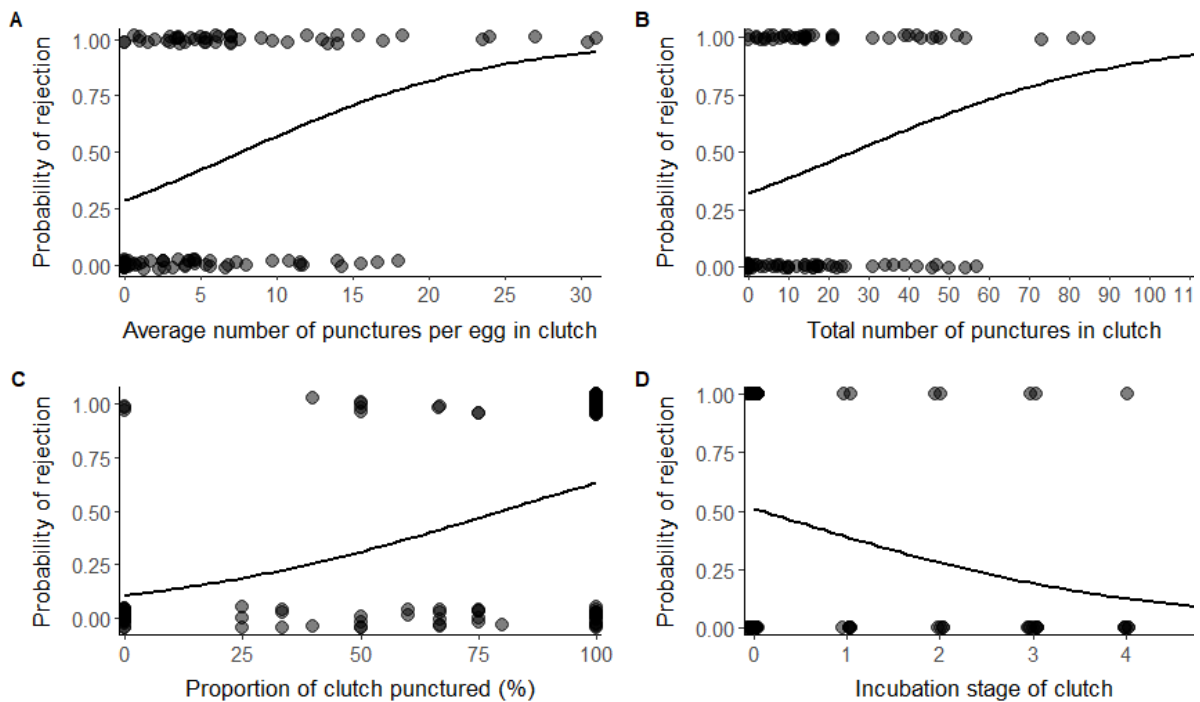 A
Probability of rejection
1.00
0.75
0.50
0.25
0.00
0 5 10 15 20 25 30
Average number of punctures per egg in clutch
B
Probability of rejection
1.00
0.75
0.50
0.25
0.00
0 10 20 30 40 50 60 70 80 90 100 11
Total number of punctures in clutch
C
Probability of rejection
1.00
0.75
0.50
0.25
0.00
0 25 50 75 100
Proportion of clutch punctured (%)
D
Probability of rejection
1.00
0.75
0.50
0.25
0.00
0 1 2 3 4
Incubation stage of clutch